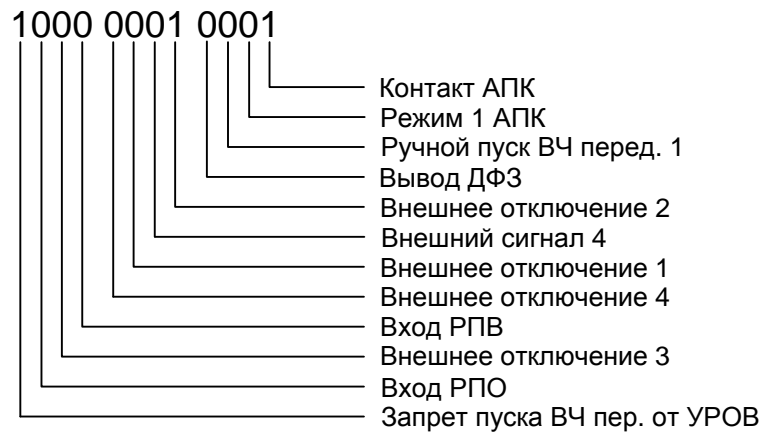 1000 0001 0001
Контакт АПК
Режим 1 АПК
Ручной пуск ВЧ перед. 1
Вывод ДФЗ
Внешнее отключение 2
Внешний сигнал 4
Внешнее отключение 1
Внешнее отключение 4
Вход РПВ
Внешнее отключение 3
Вход РПО
Запрет пуска ВЧ пер. от УРОВ